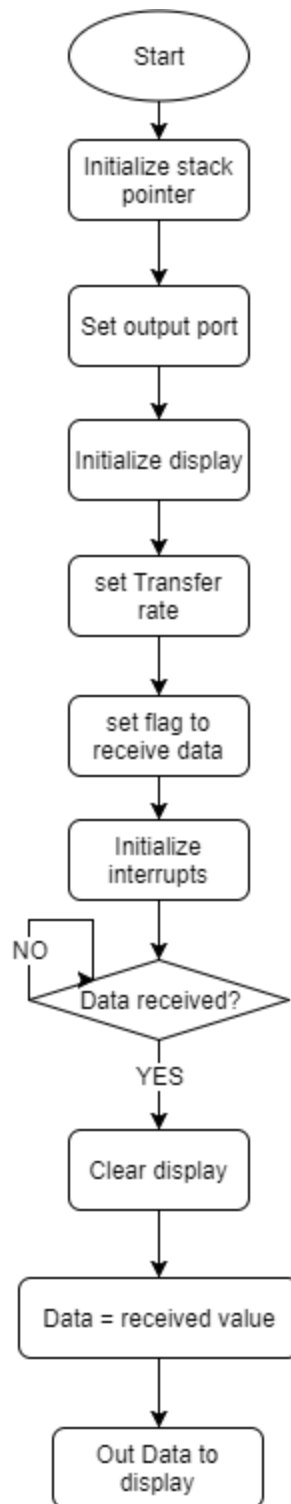 Start
Initialize stack
pointer
Set output port
Initialize display
set Transfer
rate
set flag to
receive data
Initialize
interrupts
NO
Data received?
YES
Clear display
Data = received value
Out Data to
display